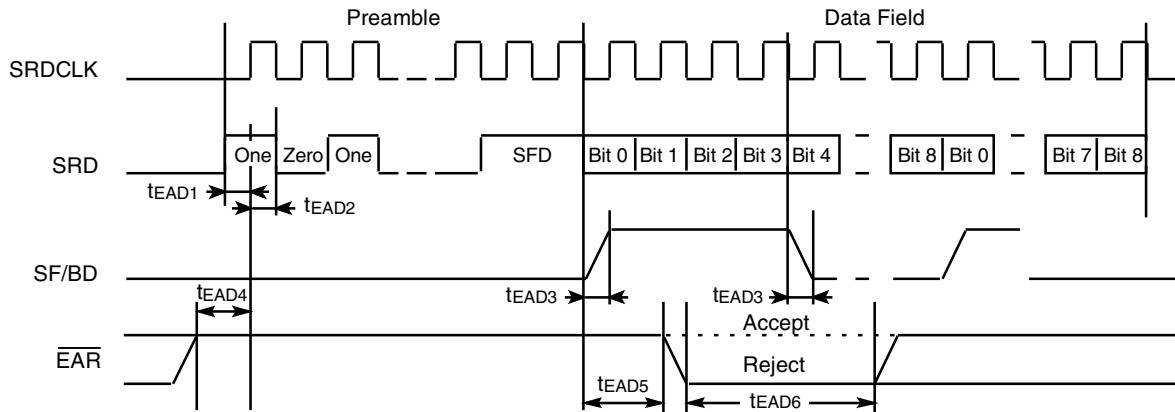 Preamble Data Field
SRDCLK
SRD One Zero One SFD Bit 0 Bit 1 Bit 2 Bit 3 Bit 4 Bit 8 Bit 0 Bit 7 Bit 8
tEAD1 tEAD2
SF/BD
tEAD4 tEAD3 tEAD3
Accept
EAR
Reject
tEAD5 tEAD6